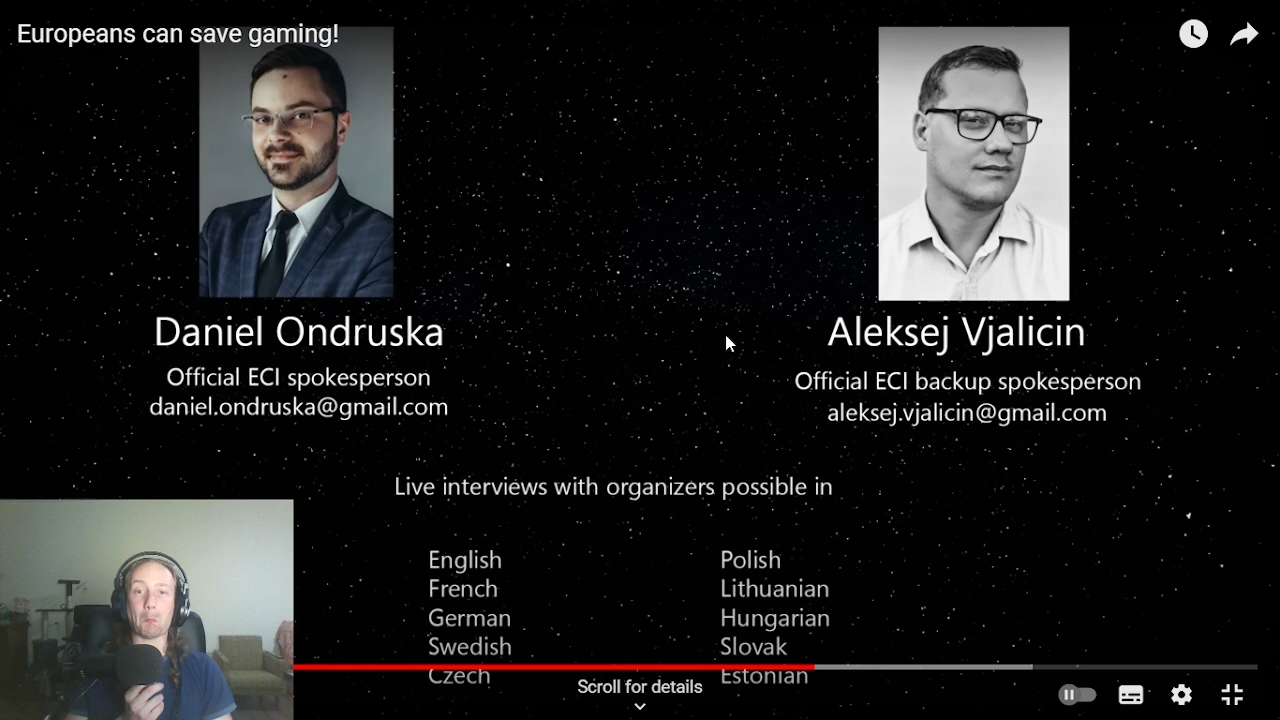 Europeans can save gaming!
Daniel Ondruska
Official ECI spokesperson
daniel.ondruska@gmail.com
Aleksej Vjalicin
Official ECI backup spokesperson
aleksej.vjalicin@gmail.com
Live interviews with organizers possible in
English
French
German
Swedish
Czech
Polish
Lithuanian
Hungarian
Slovak
Estonian
Scroll for details